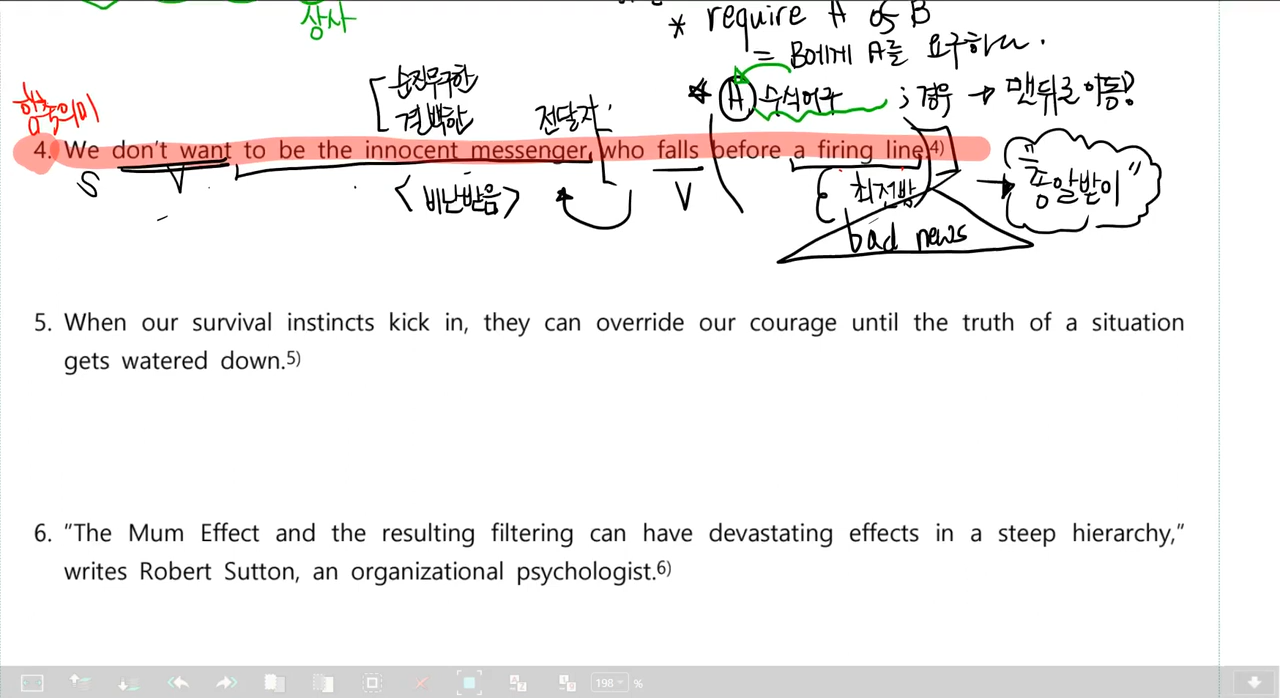 상사
* require A of B
= B에게 A를 요구하다.
* A 수식어구 ; 경우 → 맨뒤로 이동!
순진무구한
결백한
전달자
함축의미
4. We don't want to be the innocent messenger, who falls before a firing line.4)
S V V
<비난받음>
최전방
bad news
→ "총알받이"
5. When our survival instincts kick in, they can override our courage until the truth of a situation
gets watered down.5)
6. "The Mum Effect and the resulting filtering can have devastating effects in a steep hierarchy,"
writes Robert Sutton, an organizational psychologist.6)
198 %